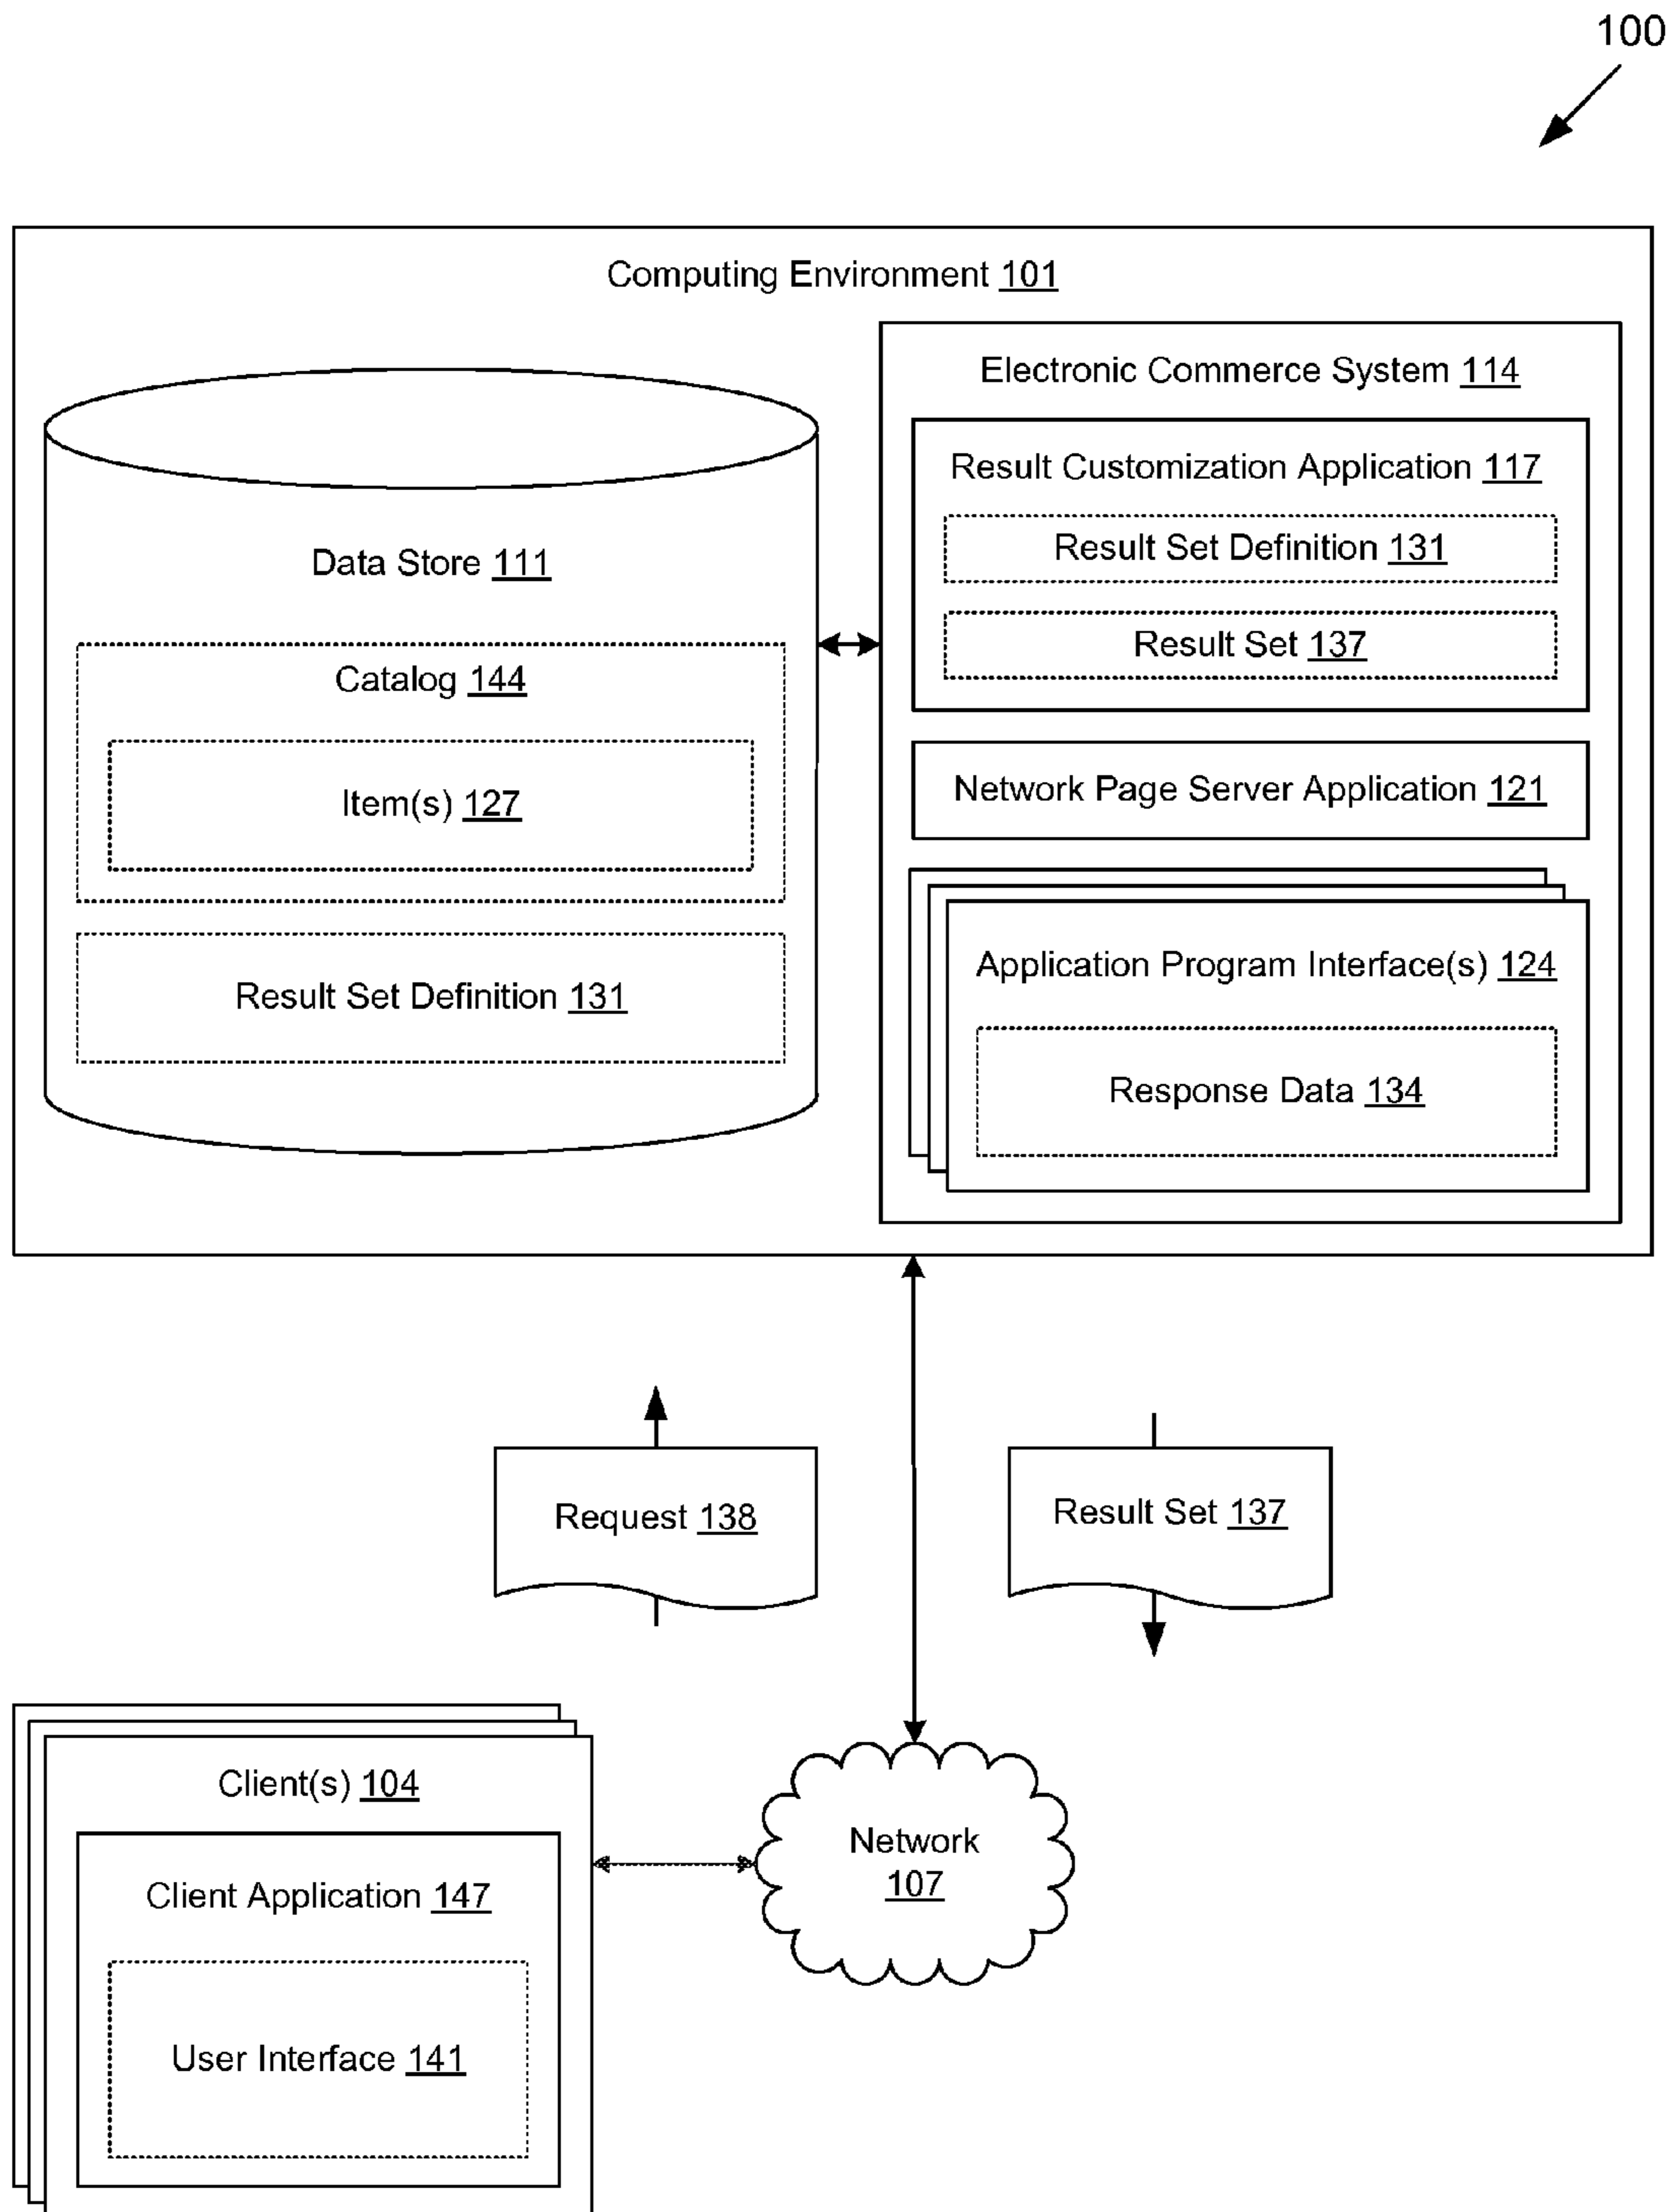 100
Computing Environment 101
Electronic Commerce System 114
Result Customization Application 117
Result Set Definition 131
Result Set 137
Network Page Server Application 121
Application Program Interface(s) 124
Response Data 134
Data Store 111
Catalog 144
Item(s) 127
Result Set Definition 131
Request 138
Result Set 137
Client(s) 104
Client Application 147
User Interface 141
Network
107